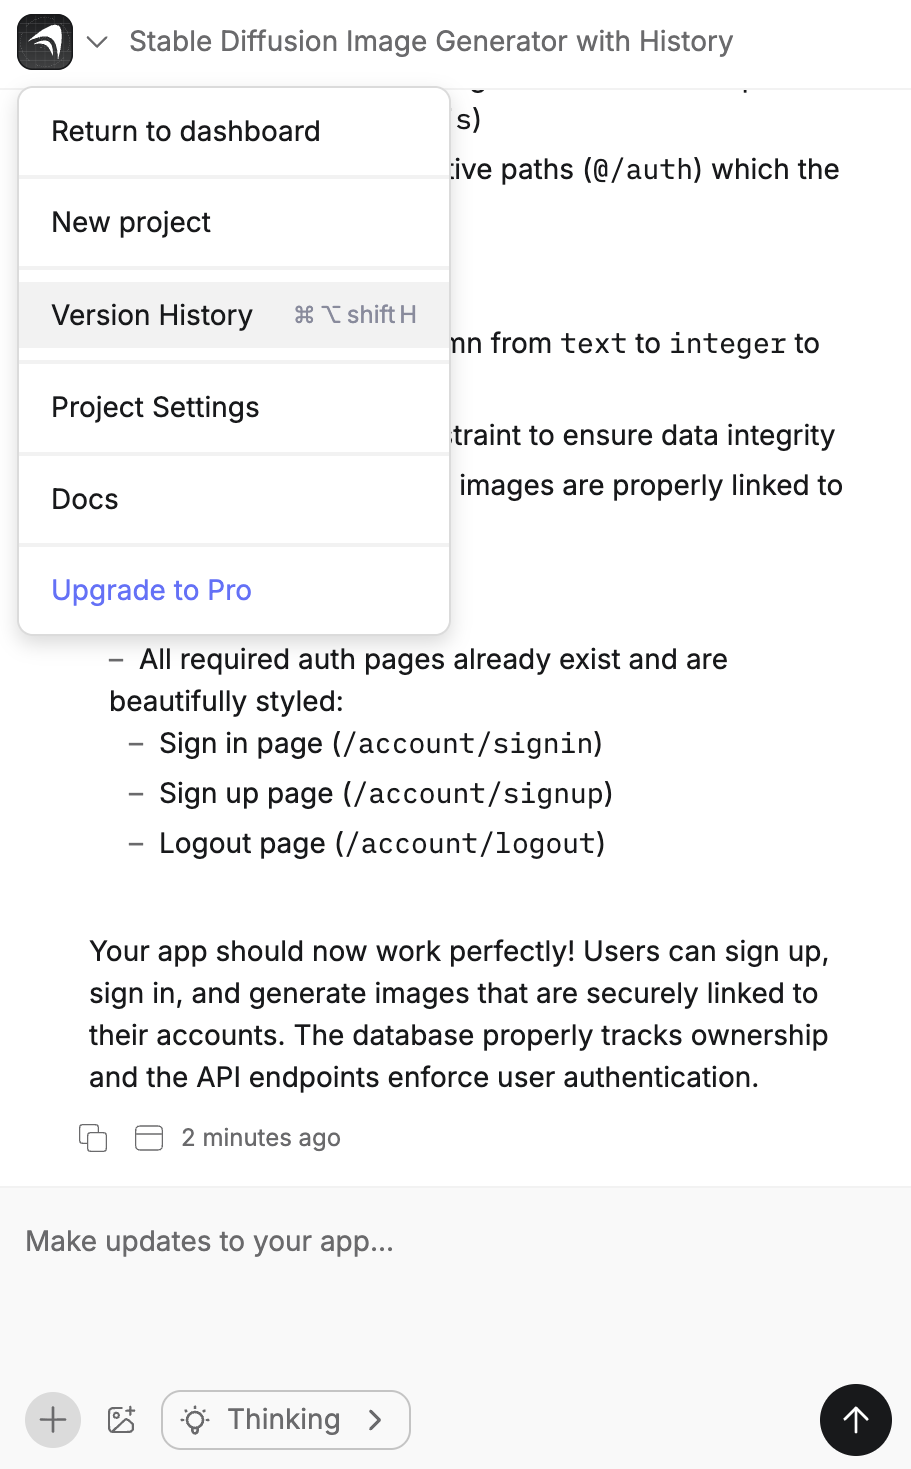 Stable Diffusion Image Generator with History
Return to dashboard
s)
tive paths (@/auth) which the
New project
Version History ⌘ ⌥ shift H
mn from text to integer to
Project Settings
straint to ensure data integrity
images are properly linked to
Docs
Upgrade to Pro
– All required auth pages already exist and are
beautifully styled:
– Sign in page (/account/signin)
– Sign up page (/account/signup)
– Logout page (/account/logout)
Your app should now work perfectly! Users can sign up,
sign in, and generate images that are securely linked to
their accounts. The database properly tracks ownership
and the API endpoints enforce user authentication.
2 minutes ago
Make updates to your app...
Thinking